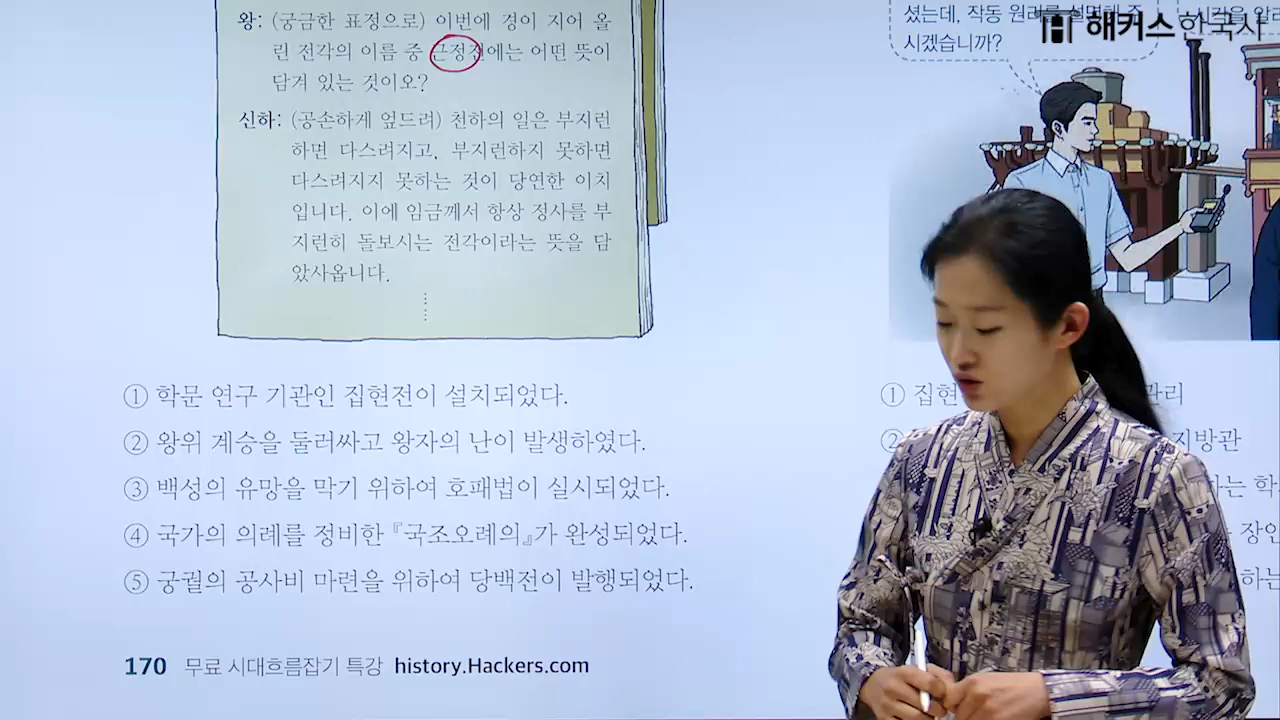 왕: (궁금한 표정으로) 이번에 경이 지어 올
린 전각의 이름 중 근정전에는 어떤 뜻이
담겨 있는 것이오?
신하: (공손하게 엎드려) 천하의 일은 부지런
하면 다스려지고, 부지런하지 못하면
다스려지지 못하는 것이 당연한 이치
입니다. 이에 임금께서 항상 정사를 부
지런히 돌보시는 전각이라는 뜻을 담
았사옵니다.
① 학문 연구 기관인 집현전이 설치되었다.
② 왕위 계승을 둘러싸고 왕자의 난이 발생하였다.
③ 백성의 유망을 막기 위하여 호패법이 실시되었다.
④ 국가의 의례를 정비한 『국조오례의』가 완성되었다.
⑤ 궁궐의 공사비 마련을 위하여 당백전이 발행되었다.
170 무료 시대흐름잡기 특강 history.Hackers.com
셨는데, 작동 원리를 설명해 주
시겠습니까?
해커스한국사
① 집현 관리
② 지방관
는 학
장인
하는